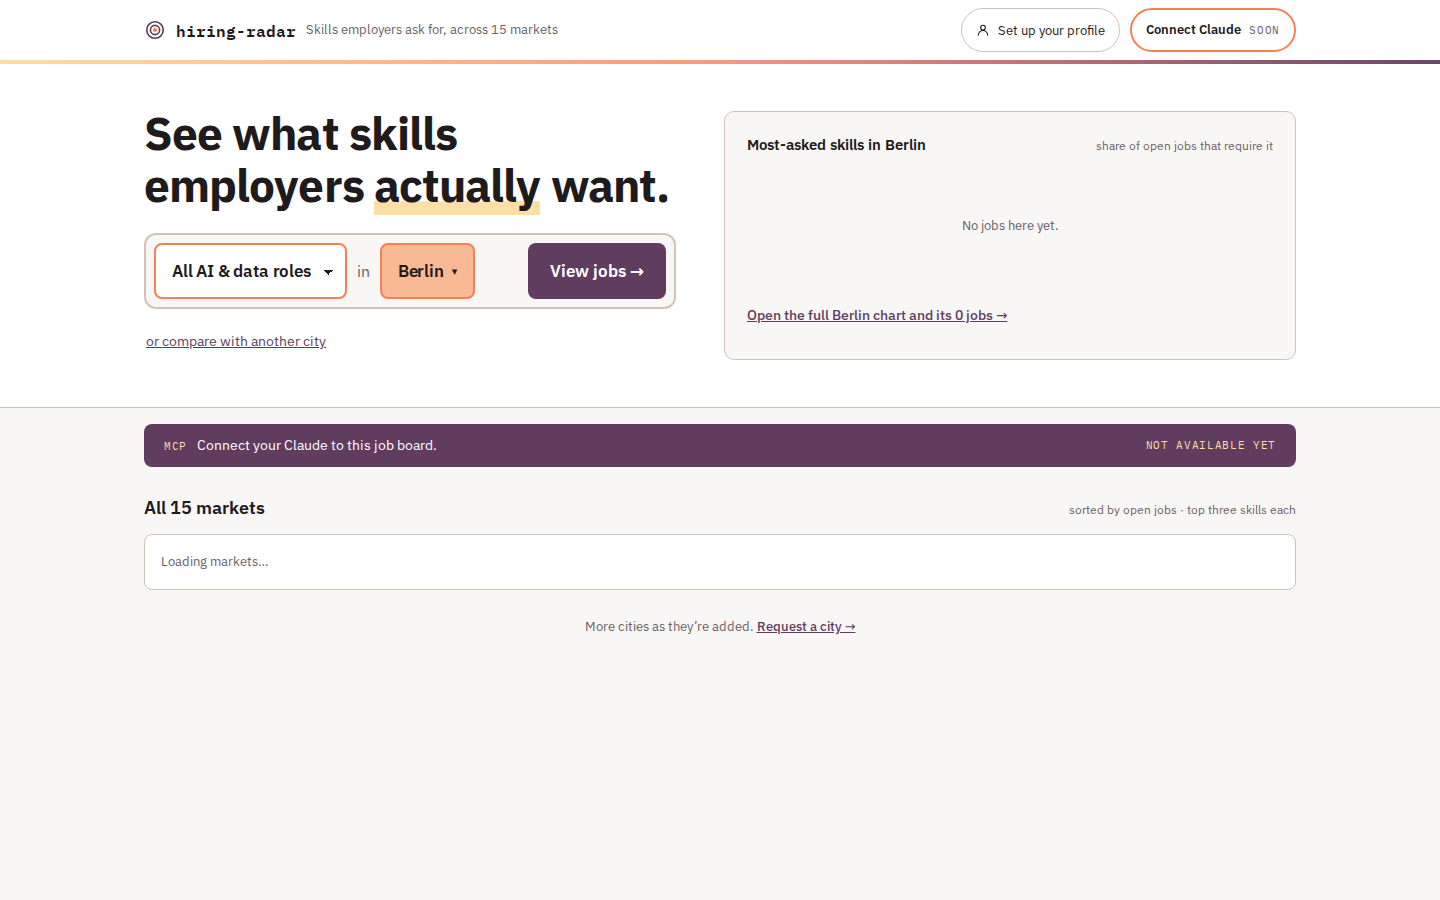 hiring-radar Skills employers ask for, across 15 markets
Set up your profile
Connect Claude SOON
See what skills
employers actually want.
All AI & data roles in Berlin View jobs →
or compare with another city
Most-asked skills in Berlin
share of open jobs that require it
No jobs here yet.
Open the full Berlin chart and its 0 jobs →
MCP Connect your Claude to this job board.
NOT AVAILABLE YET
All 15 markets
sorted by open jobs · top three skills each
Loading markets…
More cities as they’re added. Request a city →